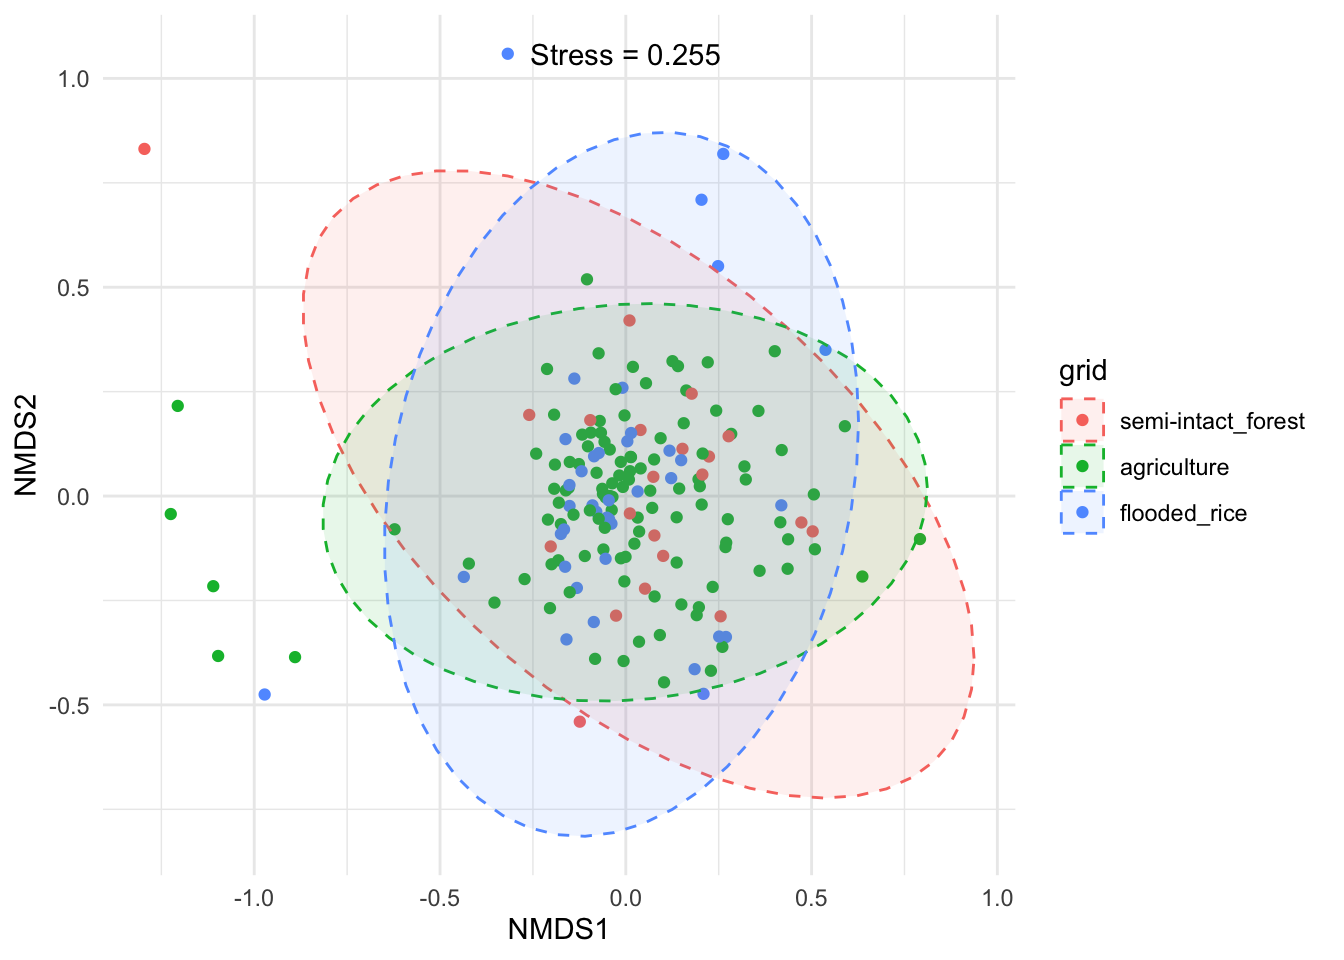 Stress = 0.255
1.0
0.5
0.0
-0.5
NMDS2
-1.0
-0.5
0.0
0.5
1.0
NMDS1
grid
semi-intact_forest
agriculture
flooded_rice